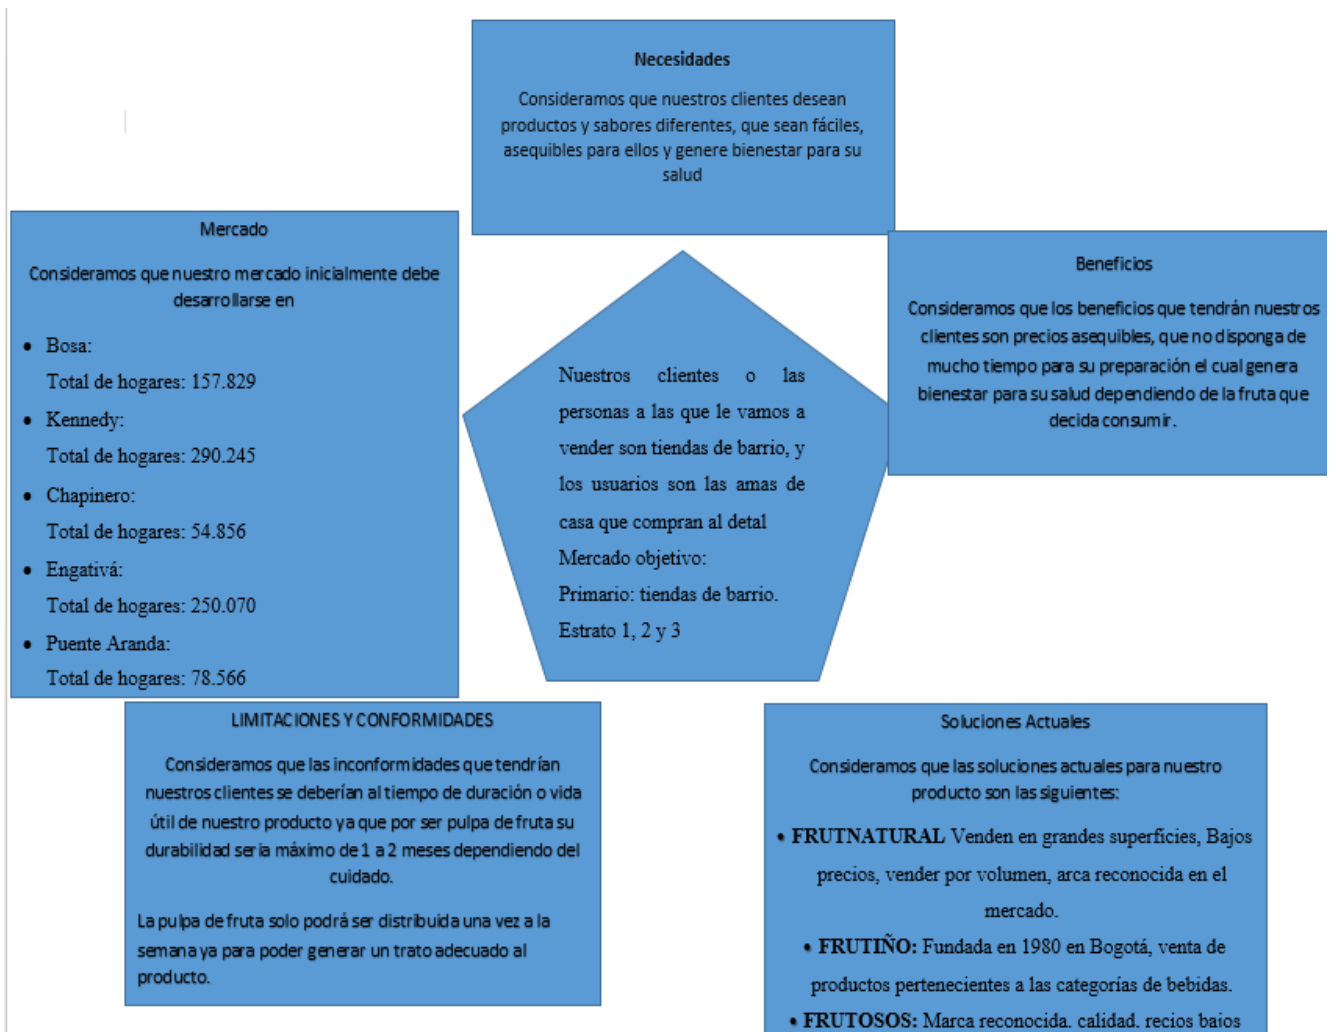 Necesidades
Consideramos que nuestros clientes desean
productos y sabores diferentes, que sean fáciles,
asequibles para ellos y genere bienestar para su
salud
Mercado
Consideramos que nuestro mercado inicialmente debe
desarrollarse en
• Bosa:
Total de hogares: 157.829
• Kennedy:
Total de hogares: 290.245
• Chapinero:
Total de hogares: 54.856
• Engativá:
Total de hogares: 250.070
• Puente Aranda:
Total de hogares: 78.566
Nuestros clientes o las
personas a las que le vamos a
vender son tiendas de barrio, y
los usuarios son las amas de
casa que compran al detal
Mercado objetivo:
Primario: tiendas de barrio.
Estrato 1, 2 y 3
Beneficios
Consideramos que los beneficios que tendrán nuestros
clientes son precios asequibles, que no disponga de
mucho tiempo para su preparación el cual genera
bienestar para su salud dependiendo de la fruta que
decida consumir.
LIMITACIONES Y CONFORMIDADES
Consideramos que las inconformidades que tendrían
nuestros clientes se deberían al tiempo de duración o vida
útil de nuestro producto ya que por ser pulpa de fruta su
durabilidad seria máximo de 1 a 2 meses dependiendo del
cuidado.
La pulpa de fruta solo podrá ser distribuida una vez a la
semana ya para poder generar un trato adecuado al
producto.
Soluciones Actuales
Consideramos que las soluciones actuales para nuestro
producto son las siguientes:
• FRUTNATURAL Venden en grandes superficies, Bajos
precios, vender por volumen, arca reconocida en el
mercado.
• FRUTIÑO: Fundada en 1980 en Bogotá, venta de
productos pertenecientes a las categorías de bebidas.
• FRUTOSOS: Marca reconocida. calidad. recios bajos